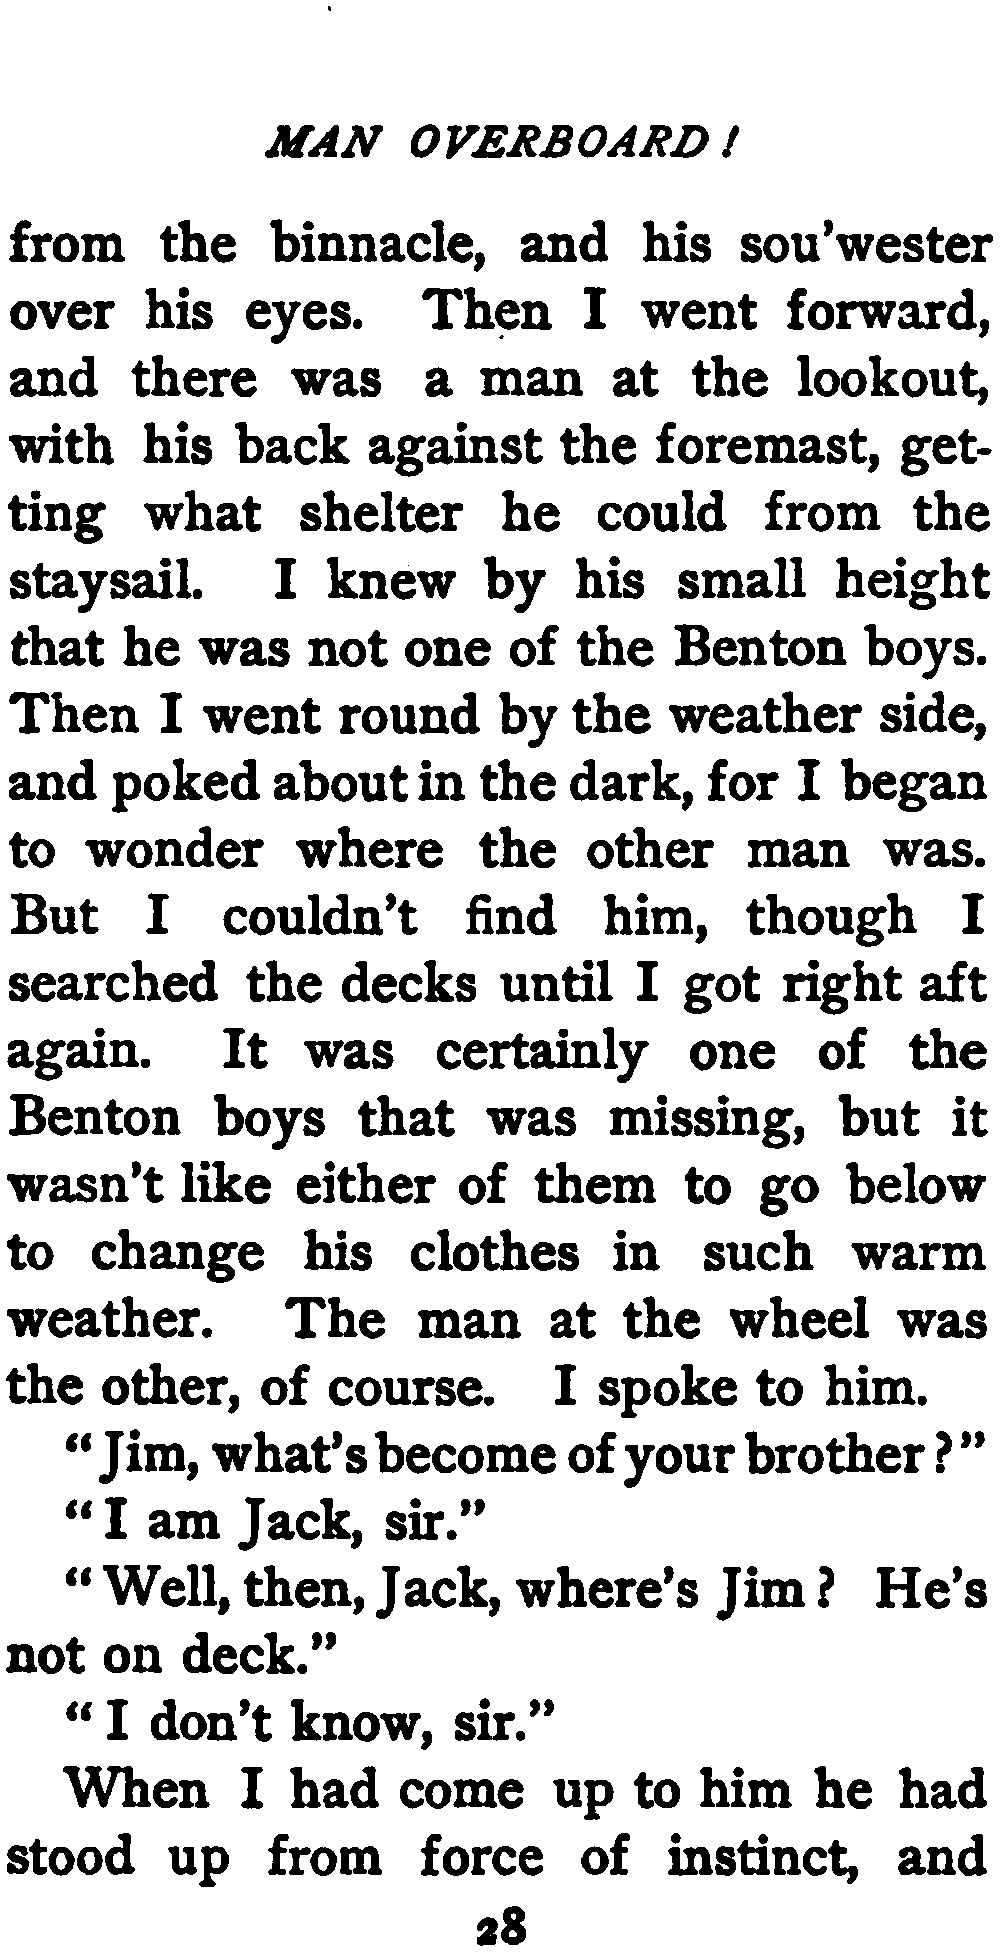 MAN OVERBOARD!
from the binnacle, and his sou'wester
over his eyes. Then I went forward,
and there was a man at the lookout,
with his back against the foremast, get-
ting what shelter he could from the
staysail. I knew by his small height
that he was not one of the Benton boys.
Then I went round by the weather side,
and poked about in the dark, for I began
to wonder where the other man was.
But I couldn't find him, though I
searched the decks until I got right aft
again. It was certainly one of the
Benton boys that was missing, but it
wasn't like either of them to go below
to change his clothes in such warm
weather. The man at the wheel was
the other, of course. I spoke to him.
“Jim, what's become of your brother?”
“I am Jack, sir.”
“Well, then, Jack, where's Jim? He's
not on deck.”
“I don't know, sir.”
When I had come up to him he had
stood up from force of instinct, and
28